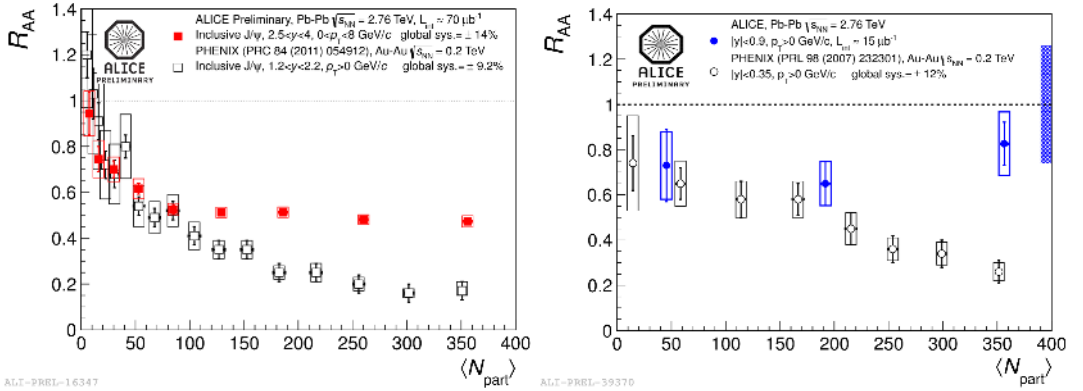 ALICE Preliminary, Pb-Pb √sNN = 2.76 TeV, Lint ≈ 70 μb-1
Inclusive J/ψ, 2.5<y<4, 0<pT<8 GeV/c global sys.= ± 14%
PHENIX (PRC 84 (2011) 054912), Au-Au √sNN = 0.2 TeV
Inclusive J/ψ, 1.2<y<2.2, pT>0 GeV/c global sys.= ± 9.2%
ALICE
PRELIMINARY
RAA
1.4
1.2
1
0.8
0.6
0.4
0.2
0
0 50 100 150 200 250 300 350 400
⟨Npart⟩
ALI-PREL-16347
ALICE, Pb-Pb √sNN = 2.76 TeV
|y|<0.9, pT>0 GeV/c, Lint ≈ 15 μb-1
PHENIX (PRL 98 (2007) 232301), Au-Au √sNN = 0.2 TeV
|y|<0.35, pT>0 GeV/c global sys.= ± 12%
ALICE
PRELIMINARY
RAA
1.4
1.2
1
0.8
0.6
0.4
0.2
0
0 50 100 150 200 250 300 350 400
⟨Npart⟩
ALI-PREL-39370